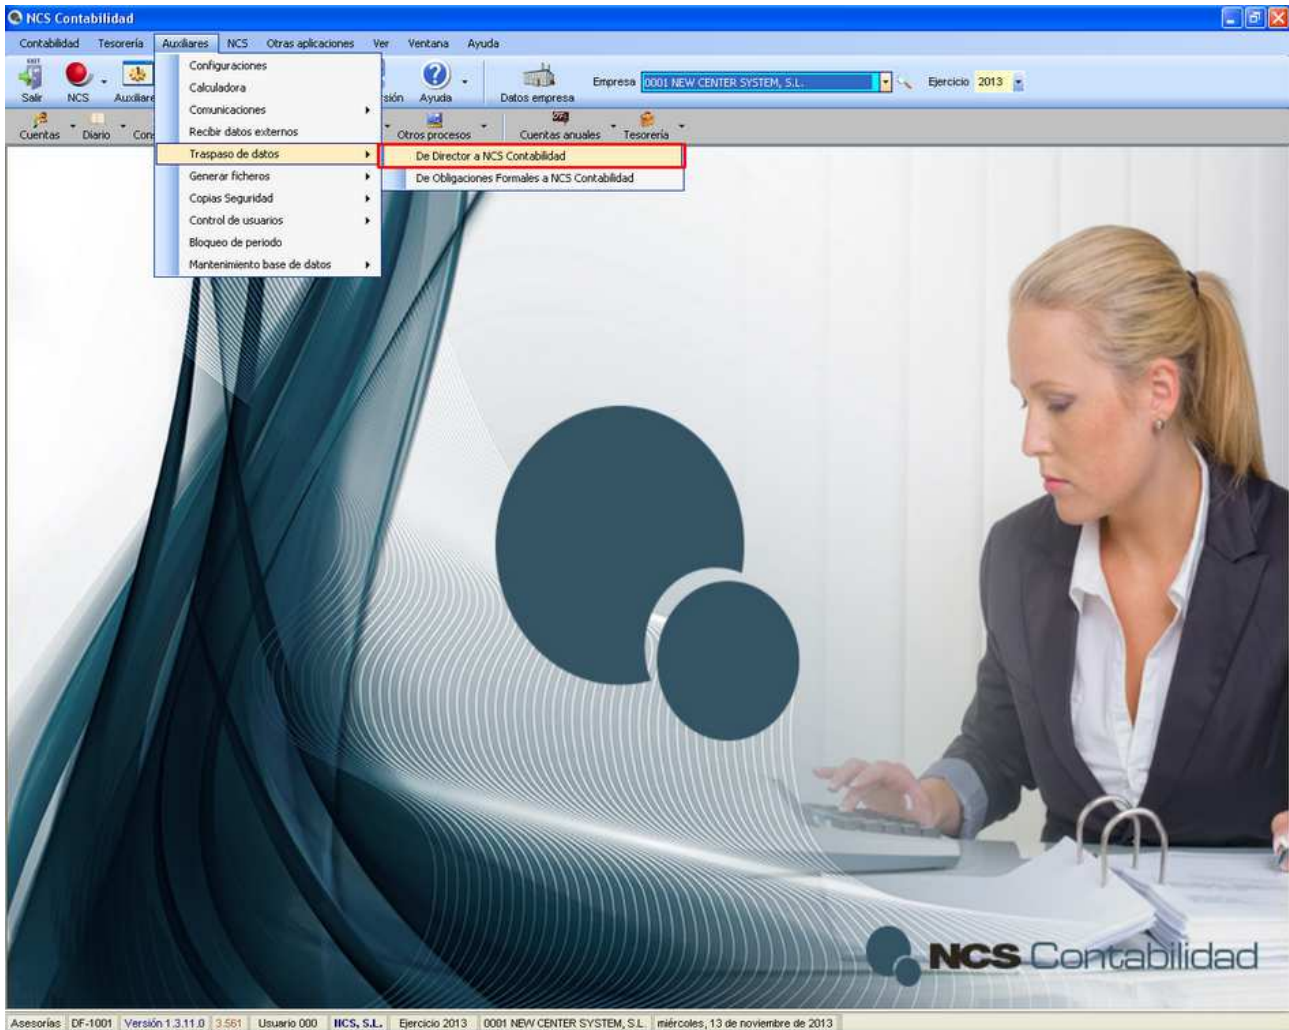 NCS Contabilidad
Contabilidad Tesorería Auxiliares NCS Otras aplicaciones Ver Ventana Ayuda
EXIT
Salir NCS Auxiliare sión Ayuda Datos empresa Empresa 0001 NEW CENTER SYSTEM, S.L. Ejercicio 2013
Cuentas Diario Con Otros procesos Cuentas anuales Tesorería
Configuraciones
Calculadora
Comunicaciones
Recibir datos externos
Traspaso de datos
De Director a NCS Contabilidad
De Obligaciones Formales a NCS Contabilidad
Generar ficheros
Copias Seguridad
Control de usuarios
Bloqueo de periodo
Mantenimiento base de datos
NCS Contabilidad
Asesorías DF-1001 Versión 1.3.11.0 3.561 Usuario 000 NCS, S.L. Ejercicio 2013 0001 NEW CENTER SYSTEM, S.L. miércoles, 13 de noviembre de 2013